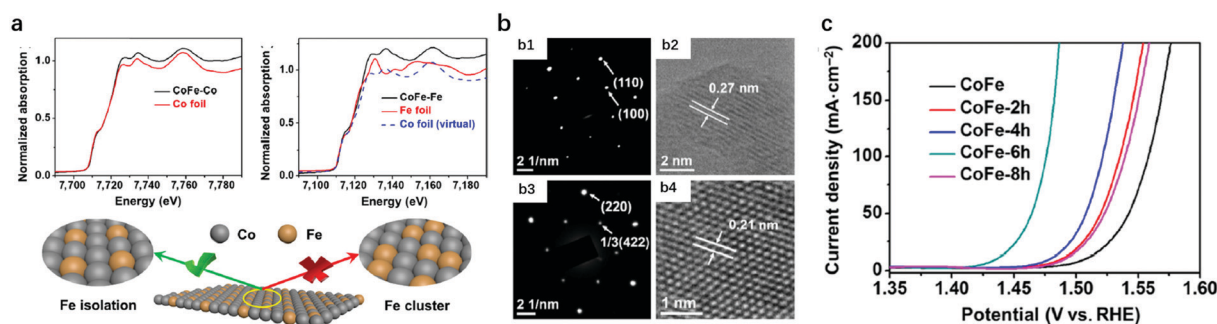 a
Normalized absorption
1.0
0.5
0.0
CoFe-Co
Co foil
7,700 7,720 7,740 7,760 7,780
Energy (eV)
Normalized absorption
1.0
0.5
0.0
CoFe-Fe
Fe foil
Co foil (virtual)
7,100 7,120 7,140 7,160 7,180
Energy (eV)
Co Fe
Fe isolation
Fe cluster
b
b1
(110)
(100)
2 1/nm
b2
0.27 nm
2 nm
b3
(220)
1/3(422)
2 1/nm
b4
0.21 nm
1 nm
c
Current density (mA·cm−2)
200
150
100
50
0
CoFe
CoFe-2h
CoFe-4h
CoFe-6h
CoFe-8h
1.35 1.40 1.45 1.50 1.55 1.60
Potential (V vs. RHE)